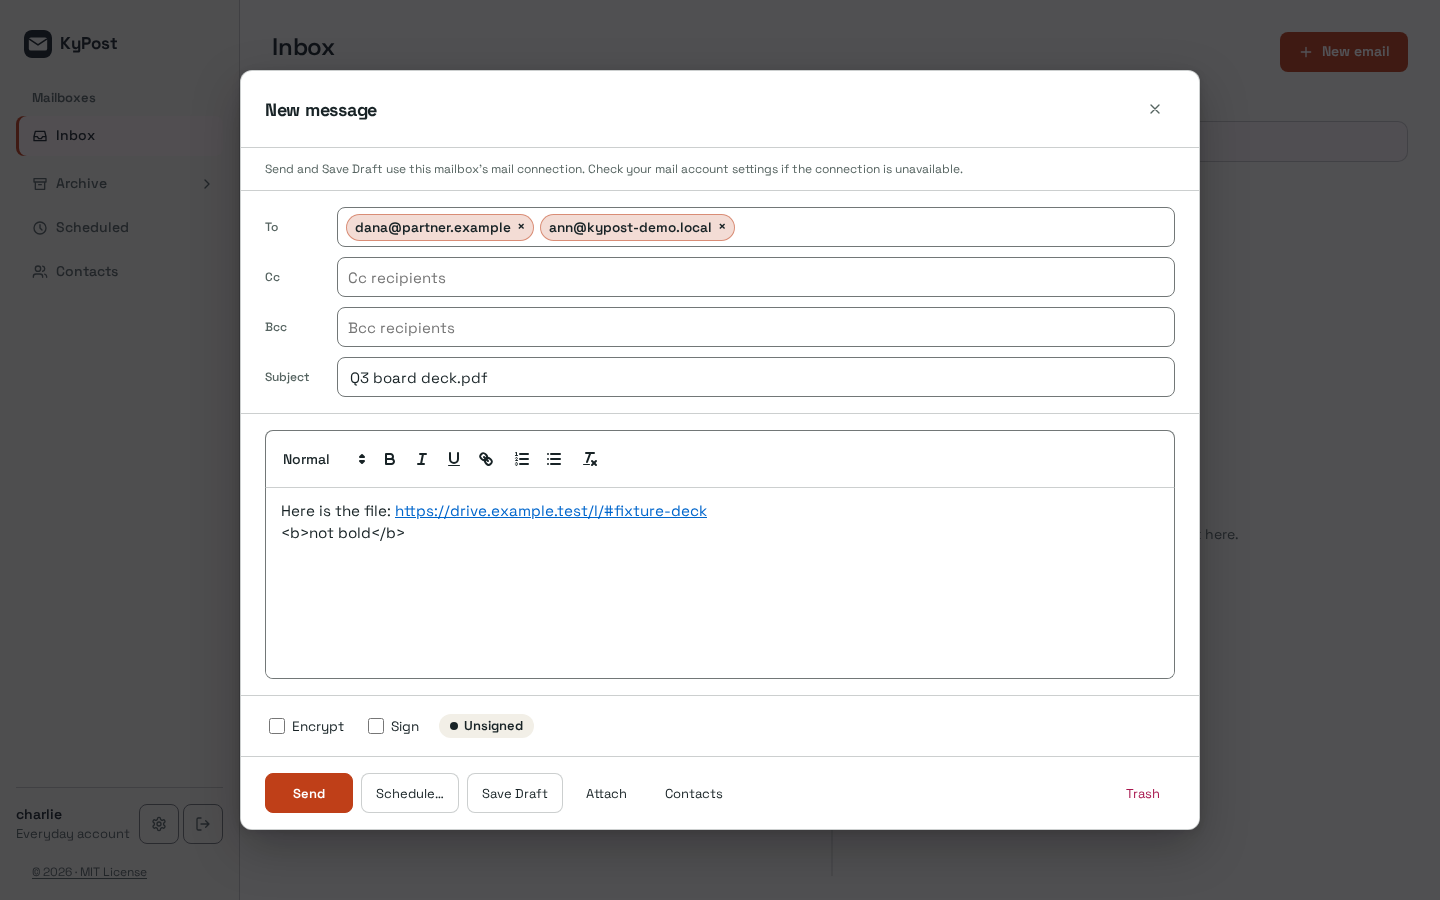 KyPost
Inbox
New email
Mailboxes
Inbox
Archive
Scheduled
Contacts
New message
Send and Save Draft use this mailbox's mail connection. Check your mail account settings if the connection is unavailable.
To
dana@partner.example ×
ann@kypost-demo.local ×
Cc
Cc recipients
Bcc
Bcc recipients
Subject
Q3 board deck.pdf
Normal
Here is the file: https://drive.example.test/l/#fixture-deck
<b>not bold</b>
here.
Encrypt
Sign
Unsigned
Send
Schedule...
Save Draft
Attach
Contacts
Trash
charlie
Everyday account
© 2026 · MIT License